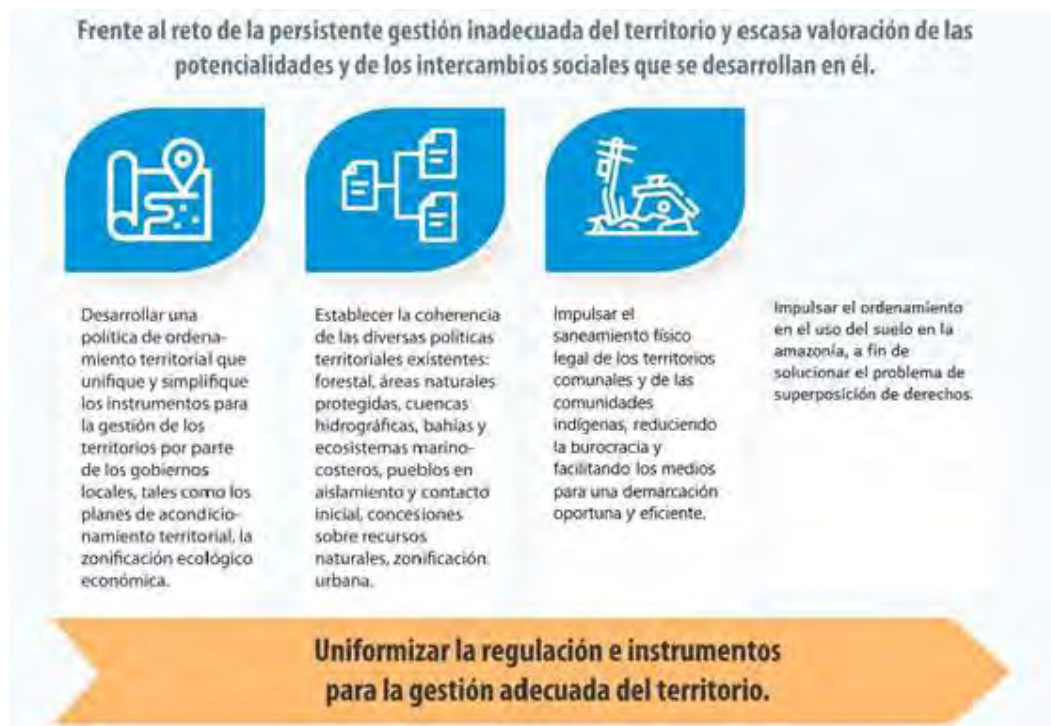 Frente al reto de la persistente gestión inadecuada del territorio y escasa valoración de las
potencialidades y de los intercambios sociales que se desarrollan en él.
Desarrollar una
política de ordena-
miento territorial que
unifique y simplifique
los instrumentos para
la gestión de los
territorios por parte
de los gobiernos
locales, tales como los
planes de acondicio-
namiento territorial, la
zonificación ecológico
económica.
Establecer la coherencia
de las diversas políticas
territoriales existentes:
forestal, áreas naturales
protegidas, cuencas
hidrográficas, bahías y
ecosistemas marino-
costeros, pueblos en
aislamiento y contacto
inicial, concesiones
sobre recursos
naturales, zonificación
urbana.
Impulsar el
saneamiento físico
legal de los territorios
comunales y de las
comunidades
indígenas, reduciendo
la burocracia y
facilitando los medios
para una demarcación
oportuna y eficiente.
Impulsar el ordenamiento
en el uso del suelo en la
amazonía, a fin de
solucionar el problema de
superposición de derechos.
Uniformizar la regulación e instrumentos
para la gestión adecuada del territorio.